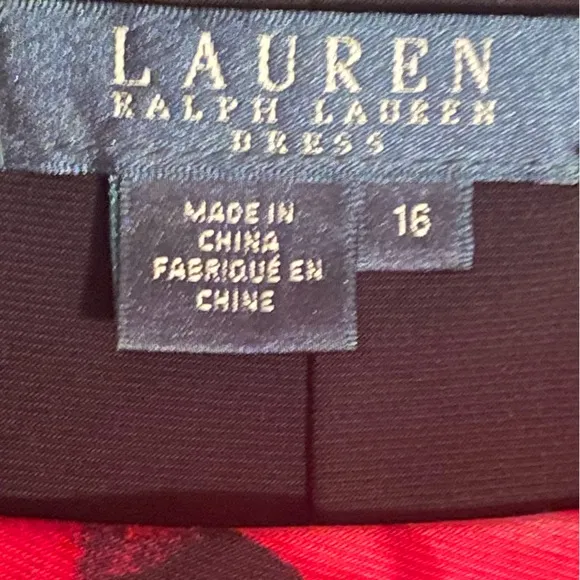 LAUREN
RALPH LAUREN
DRESS
MADE IN
CHINA
FABRIQUÉ EN
CHINE
16